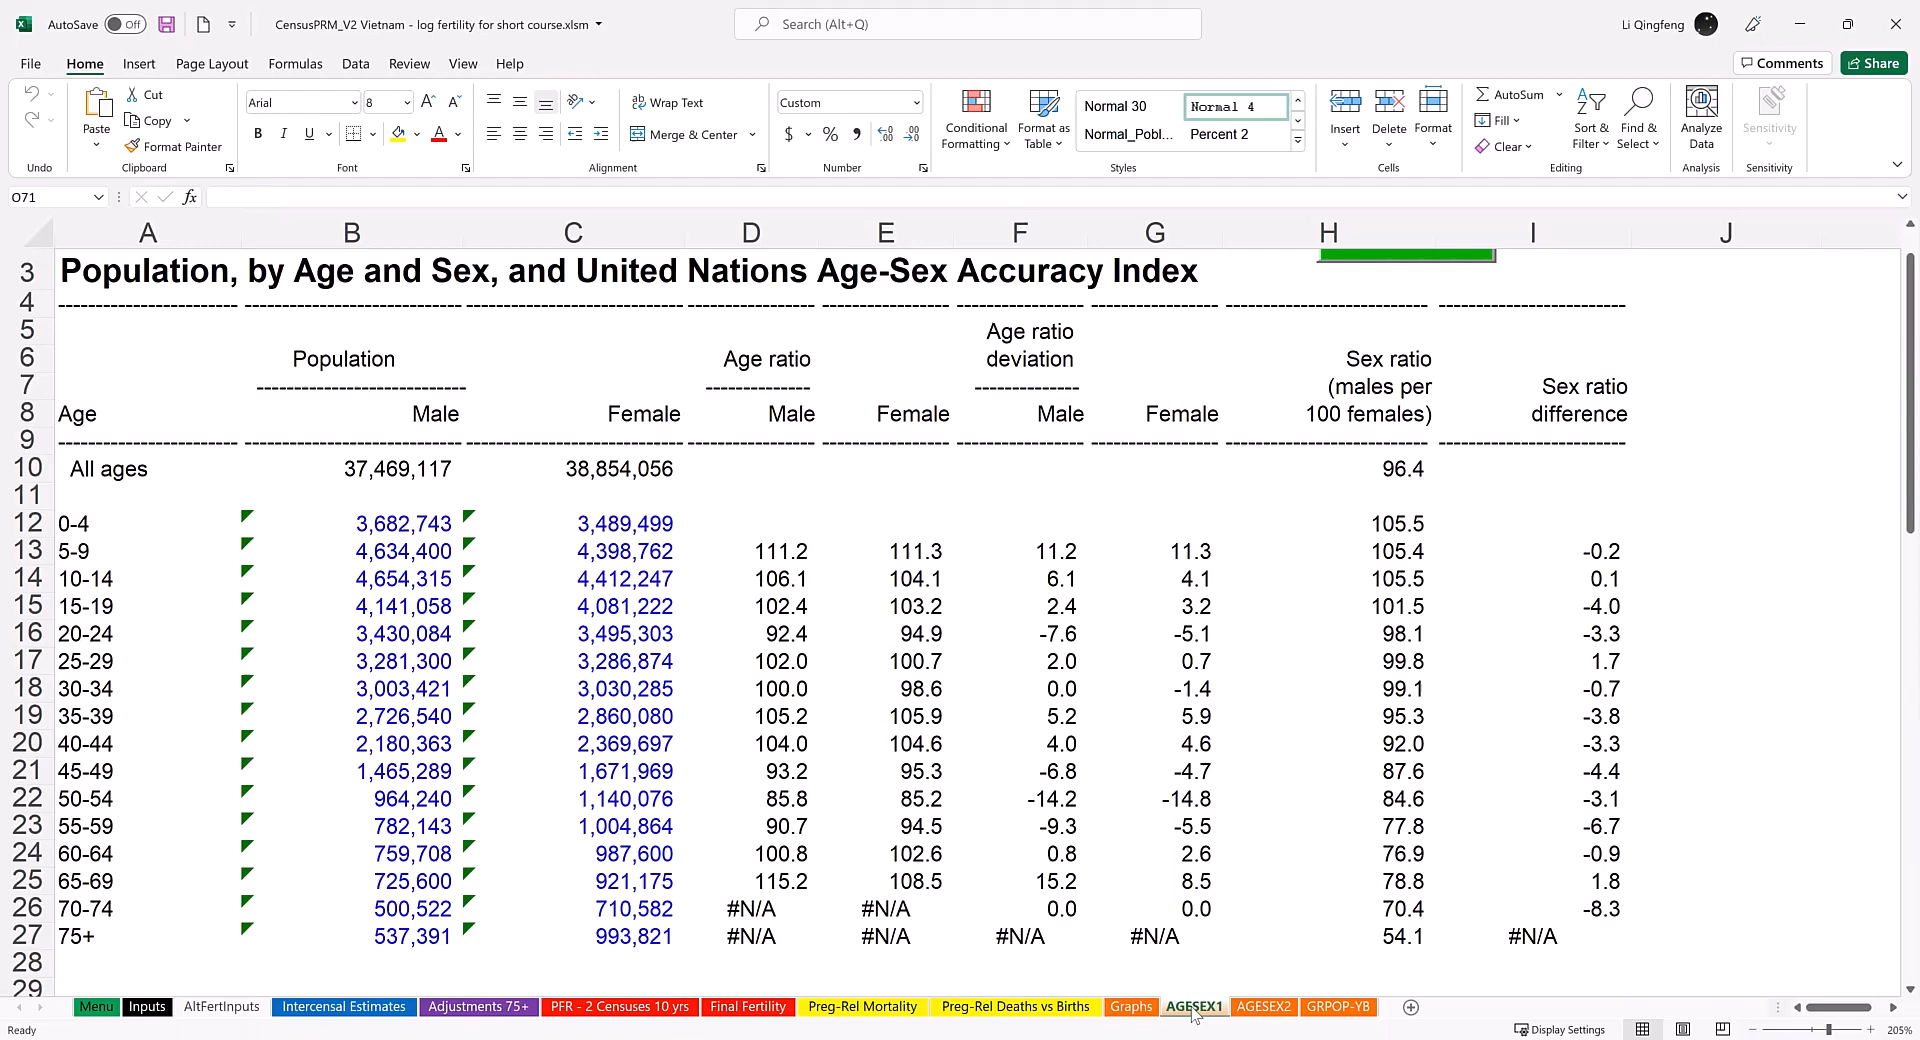 AutoSave Off CensusPRM_V2 Vietnam - log fertility for short course.xlsm Search (Alt+Q) Li Qingfeng
File Home Insert Page Layout Formulas Data Review View Help Comments Share
Cut Arial 8 Wrap Text Custom Normal 30 Normal 4 AutoSum
Paste Copy Conditional Formatting Format as Table Insert Delete Format Fill Sort & Filter Find & Select Analyze Data Sensitivity
Format Painter B I U Merge & Center $ % Normal_Pobl... Percent 2 Clear
Undo Clipboard Font Alignment Number Styles Cells Editing Analysis Sensitivity
O71 fx
A B C D E F G H I J
3 Population, by Age and Sex, and United Nations Age-Sex Accuracy Index
4
5 Age ratio
6 Population Age ratio deviation Sex ratio
7 (males per Sex ratio
8 Age Male Female Male Female Male Female 100 females) difference
9
10 All ages 37,469,117 38,854,056 96.4
11
12 0-4 3,682,743 3,489,499 105.5
13 5-9 4,634,400 4,398,762 111.2 111.3 11.2 11.3 105.4 -0.2
14 10-14 4,654,315 4,412,247 106.1 104.1 6.1 4.1 105.5 0.1
15 15-19 4,141,058 4,081,222 102.4 103.2 2.4 3.2 101.5 -4.0
16 20-24 3,430,084 3,495,303 92.4 94.9 -7.6 -5.1 98.1 -3.3
17 25-29 3,281,300 3,286,874 102.0 100.7 2.0 0.7 99.8 1.7
18 30-34 3,003,421 3,030,285 100.0 98.6 0.0 -1.4 99.1 -0.7
19 35-39 2,726,540 2,860,080 105.2 105.9 5.2 5.9 95.3 -3.8
20 40-44 2,180,363 2,369,697 104.0 104.6 4.0 4.6 92.0 -3.3
21 45-49 1,465,289 1,671,969 93.2 95.3 -6.8 -4.7 87.6 -4.4
22 50-54 964,240 1,140,076 85.8 85.2 -14.2 -14.8 84.6 -3.1
23 55-59 782,143 1,004,864 90.7 94.5 -9.3 -5.5 77.8 -6.7
24 60-64 759,708 987,600 100.8 102.6 0.8 2.6 76.9 -0.9
25 65-69 725,600 921,175 115.2 108.5 15.2 8.5 78.8 1.8
26 70-74 500,522 710,582 #N/A #N/A 0.0 0.0 70.4 -8.3
27 75+ 537,391 993,821 #N/A #N/A #N/A #N/A 54.1 #N/A
28
29
Menu Inputs AltFertInputs Intercensal Estimates Adjustments 75+ PFR - 2 Censuses 10 yrs Final Fertility Preg-Rel Mortality Preg-Rel Deaths vs Births Graphs AGESEX1 AGESEX2 GRPOP-YB
Ready Display Settings 205%